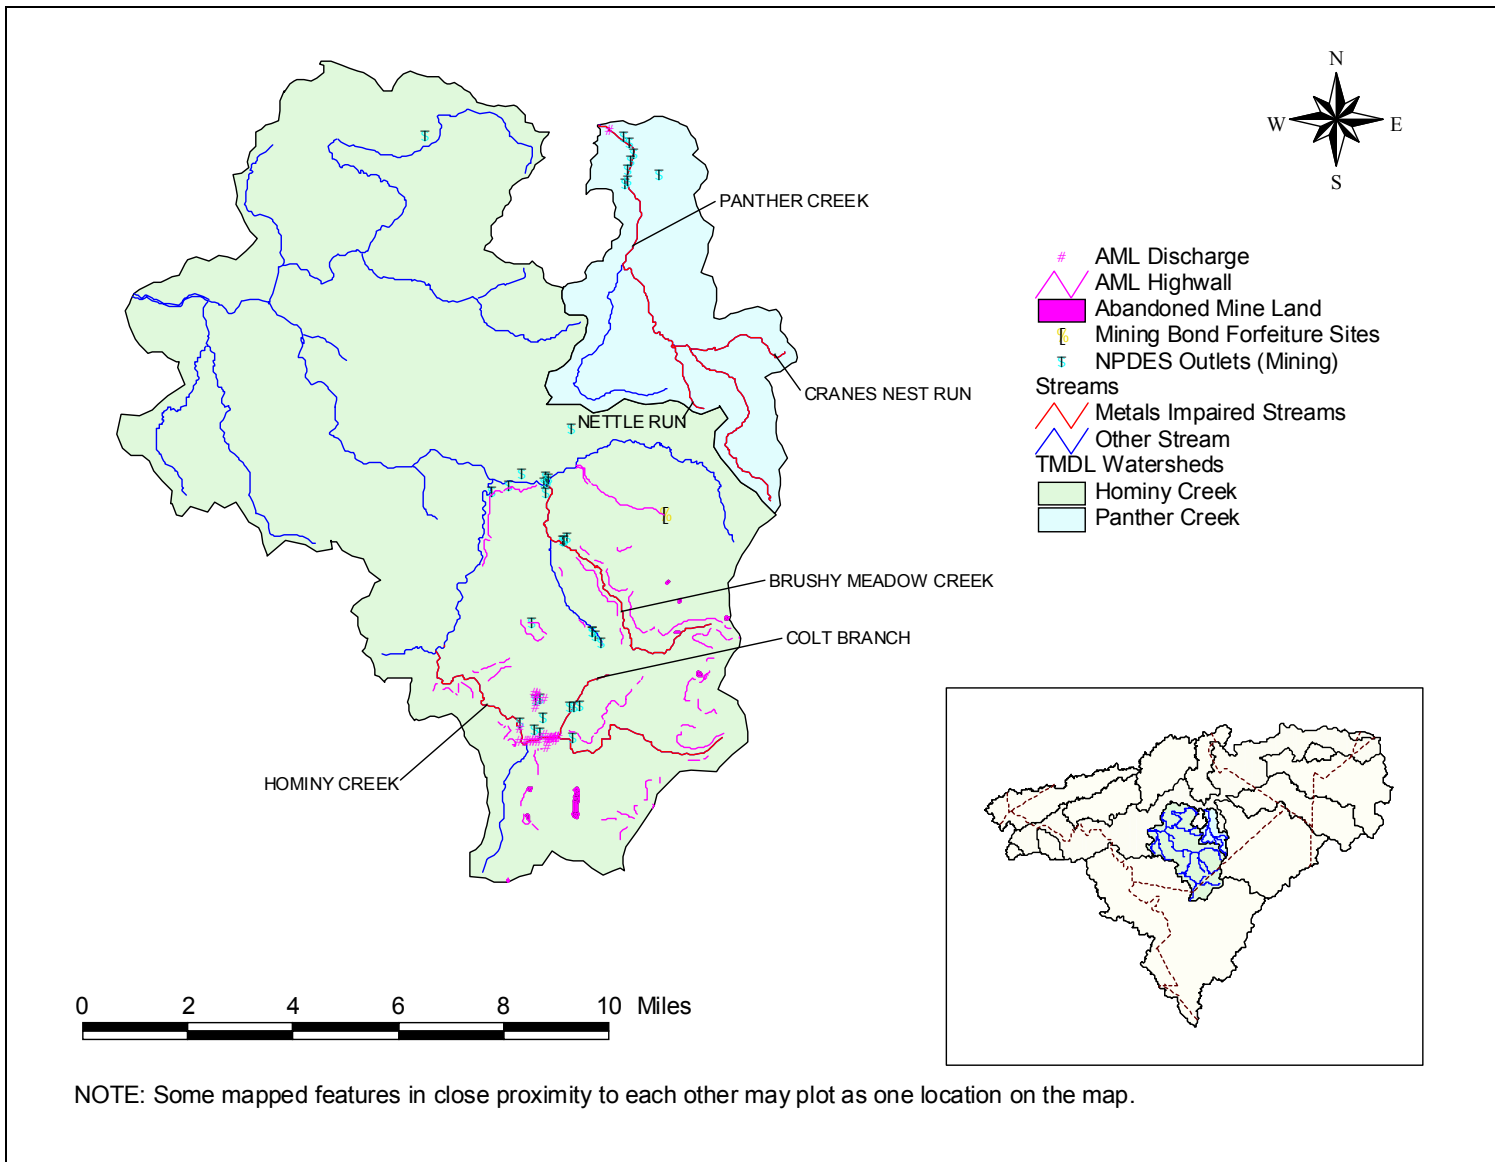 N
W E
S
PANTHER CREEK
CRANES NEST RUN
NETTLE RUN
BRUSHY MEADOW CREEK
COLT BRANCH
HOMINY CREEK
# AML Discharge
AML Highwall
Abandoned Mine Land
Mining Bond Forfeiture Sites
NPDES Outlets (Mining)
Streams
Metals Impaired Streams
Other Stream
TMDL Watersheds
Hominy Creek
Panther Creek
0 2 4 6 8 10 Miles
NOTE: Some mapped features in close proximity to each other may plot as one location on the map.